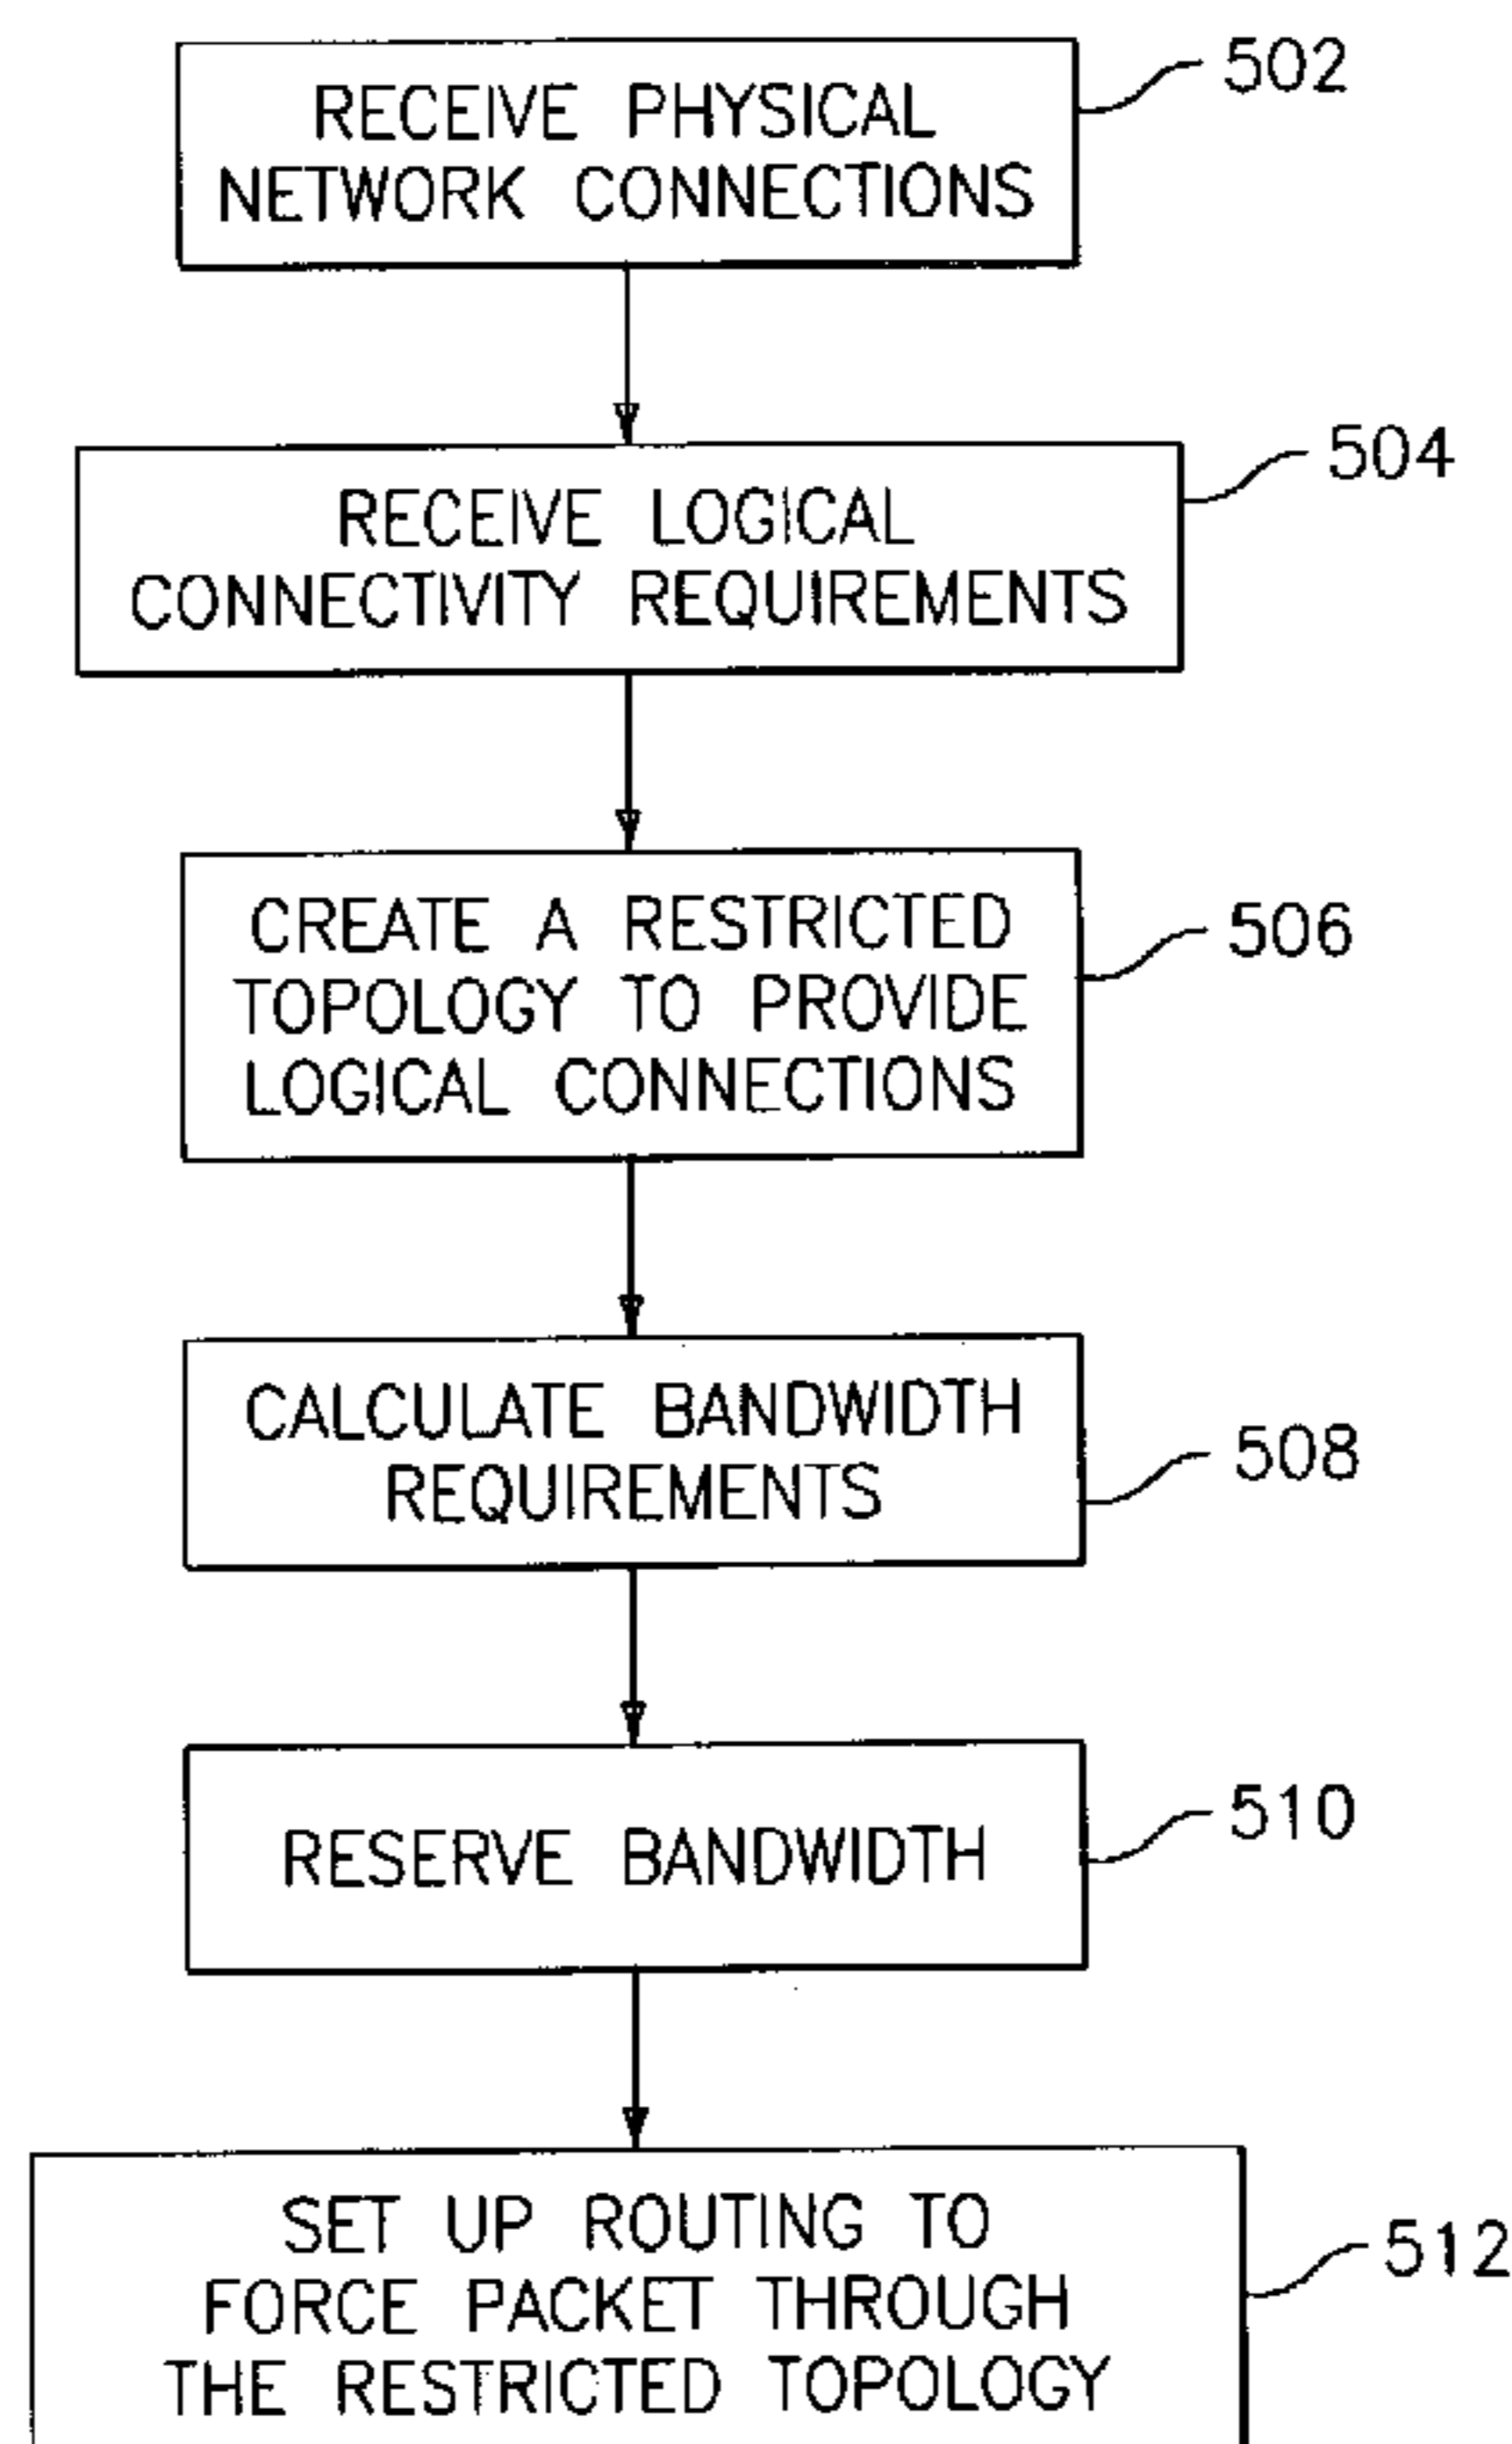 RECEIVE PHYSICAL
NETWORK CONNECTIONS
502
RECEIVE LOGICAL
CONNECTIVITY REQUIREMENTS
504
CREATE A RESTRICTED
TOPOLOGY TO PROVIDE
LOGICAL CONNECTIONS
506
CALCULATE BANDWIDTH
REQUIREMENTS
508
RESERVE BANDWIDTH
510
SET UP ROUTING TO
FORCE PACKET THROUGH
THE RESTRICTED TOPOLOGY
512